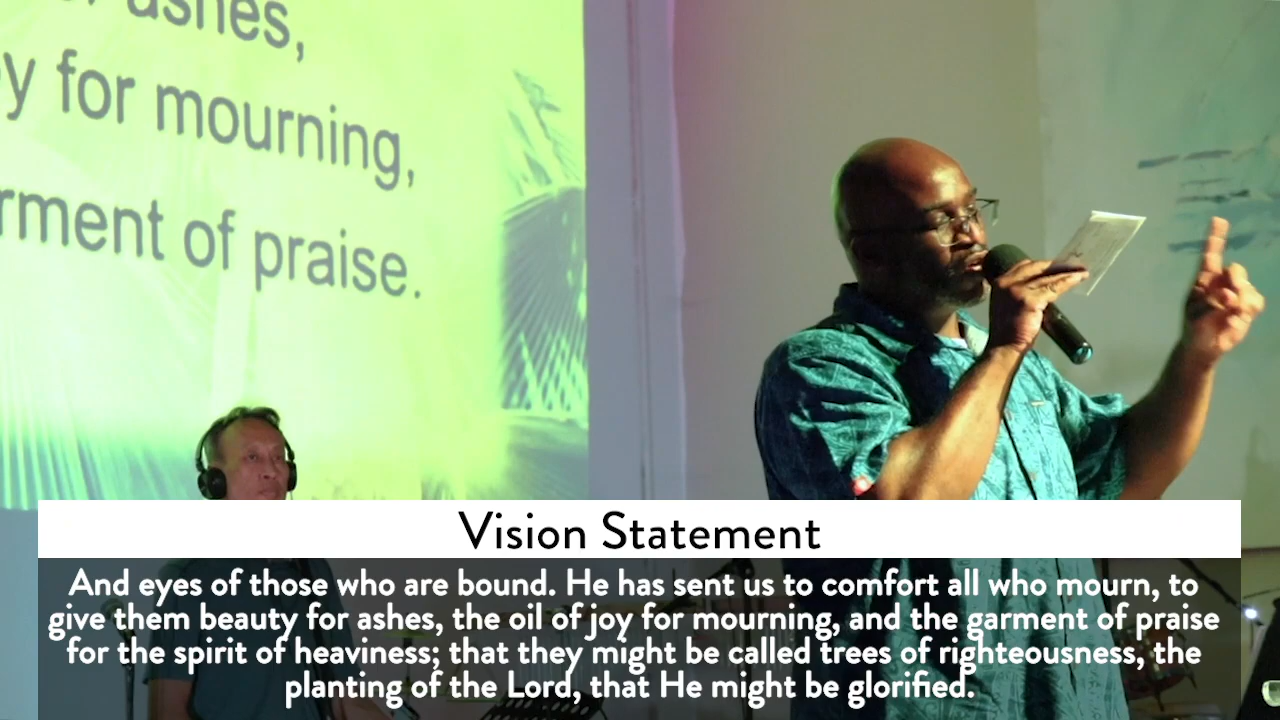 ashes,
y for mourning,
rment of praise.
Vision Statement
And eyes of those who are bound. He has sent us to comfort all who mourn, to
give them beauty for ashes, the oil of joy for mourning, and the garment of praise
for the spirit of heaviness; that they might be called trees of righteousness, the
planting of the Lord, that He might be glorified.